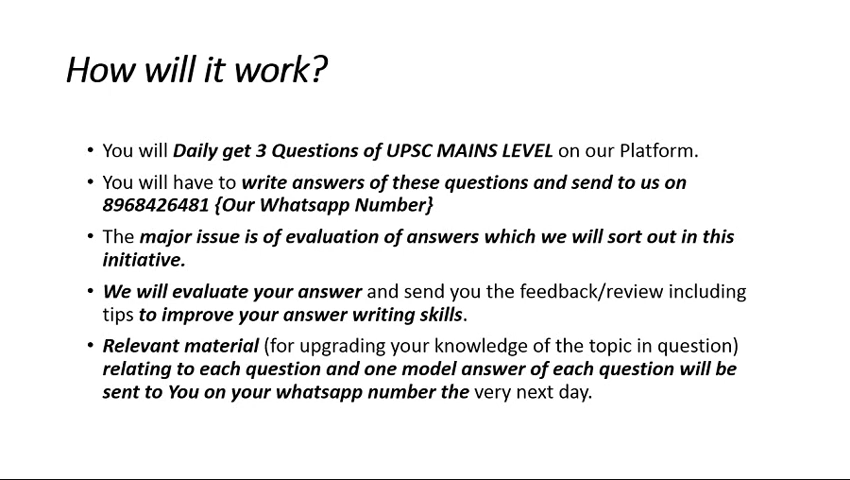 How will it work?
• You will Daily get 3 Questions of UPSC MAINS LEVEL on our Platform.
• You will have to write answers of these questions and send to us on
8968426481 {Our Whatsapp Number}
• The major issue is of evaluation of answers which we will sort out in this
initiative.
• We will evaluate your answer and send you the feedback/review including
tips to improve your answer writing skills.
• Relevant material (for upgrading your knowledge of the topic in question)
relating to each question and one model answer of each question will be
sent to You on your whatsapp number the very next day.